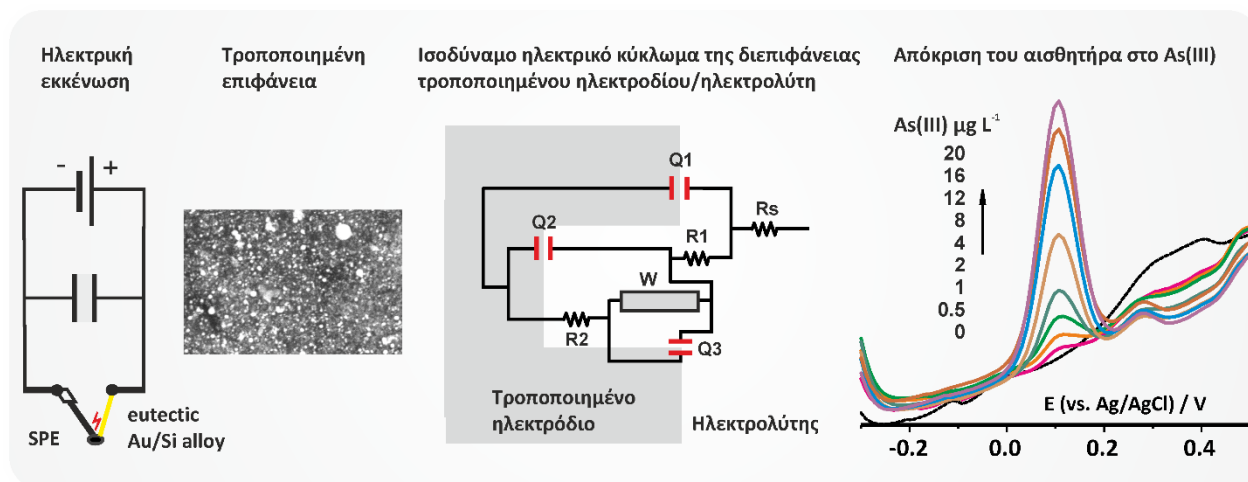 Ηλεκτρική
εκκένωση
Τροποποιημένη
επιφάνεια
Ισοδύναμο ηλεκτρικό κύκλωμα της διεπιφάνειας
τροποποιημένου ηλεκτροδίου/ηλεκτρολύτη
Απόκριση του αισθητήρα στο As(III)
- +
SPE
eutectic
Au/Si alloy
Q1
Rs
Q2
R1
W
R2
Q3
Τροποποιημένο
ηλεκτρόδιο
Ηλεκτρολύτης
As(III) μg L⁻¹
20
16
12
8
4
2
1
0.5
0
E (vs. Ag/AgCl) / V
-0.2 0.0 0.2 0.4